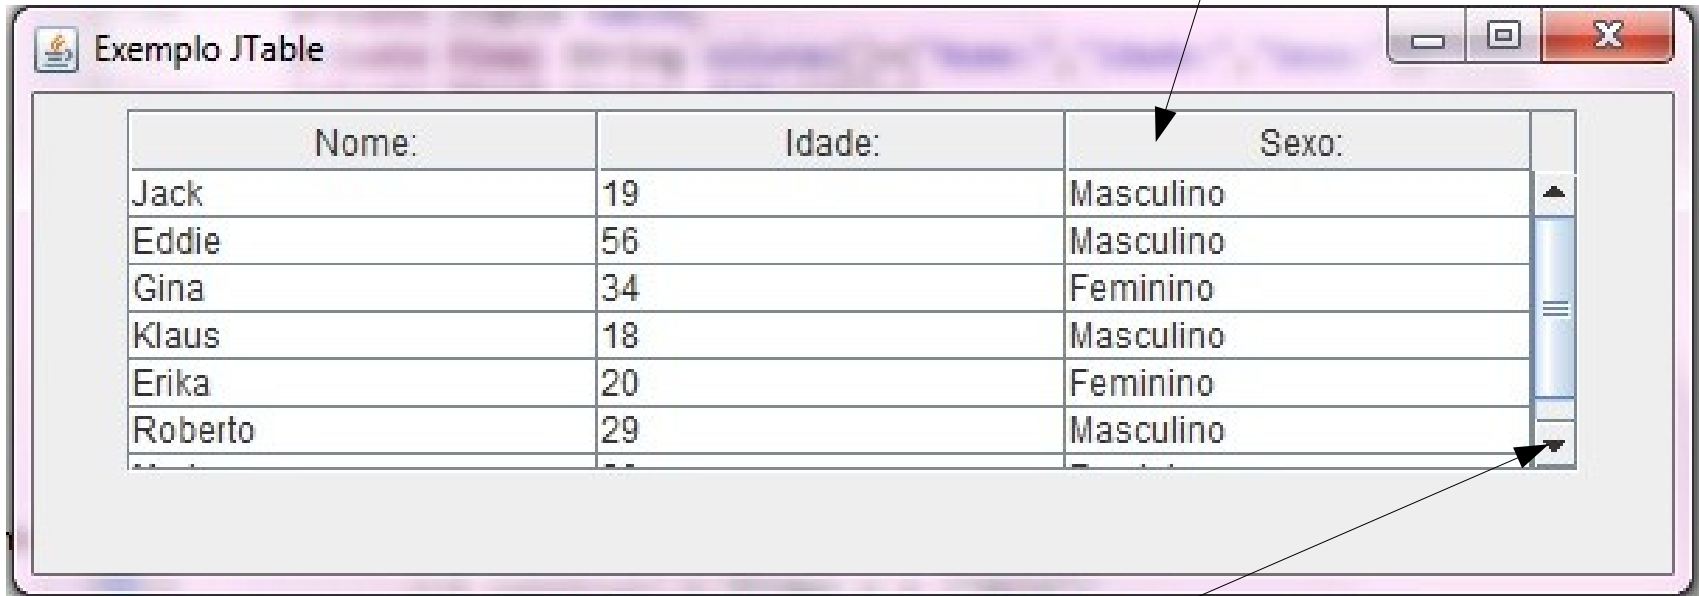 Exemplo JTable
Nome: Idade: Sexo:
Jack 19 Masculino
Eddie 56 Masculino
Gina 34 Feminino
Klaus 18 Masculino
Erika 20 Feminino
Roberto 29 Masculino